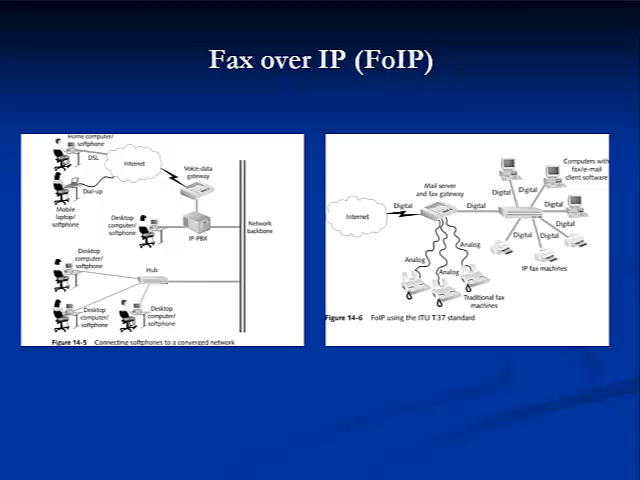 Fax over IP (FoIP)
Home computer/
softphone
DSL
Internet
Voice-data
gateway
Dial-up
Mobile
laptop/
softphone
Desktop
computer/
softphone
IP-PBX
Network
backbone
Desktop
computer/
softphone
Hub
Desktop
computer/
softphone
Desktop
computer/
softphone
Figure 14-5 Connecting softphones to a converged network
Computers with
fax/e-mail
client software
Mail server
and fax gateway
Digital
Digital
Digital
Digital
Digital
Internet
Digital
Digital
Digital
Analog
Analog
Analog
IP fax machines
Traditional fax
machines
Figure 14-6 FoIP using the ITU T.37 standard